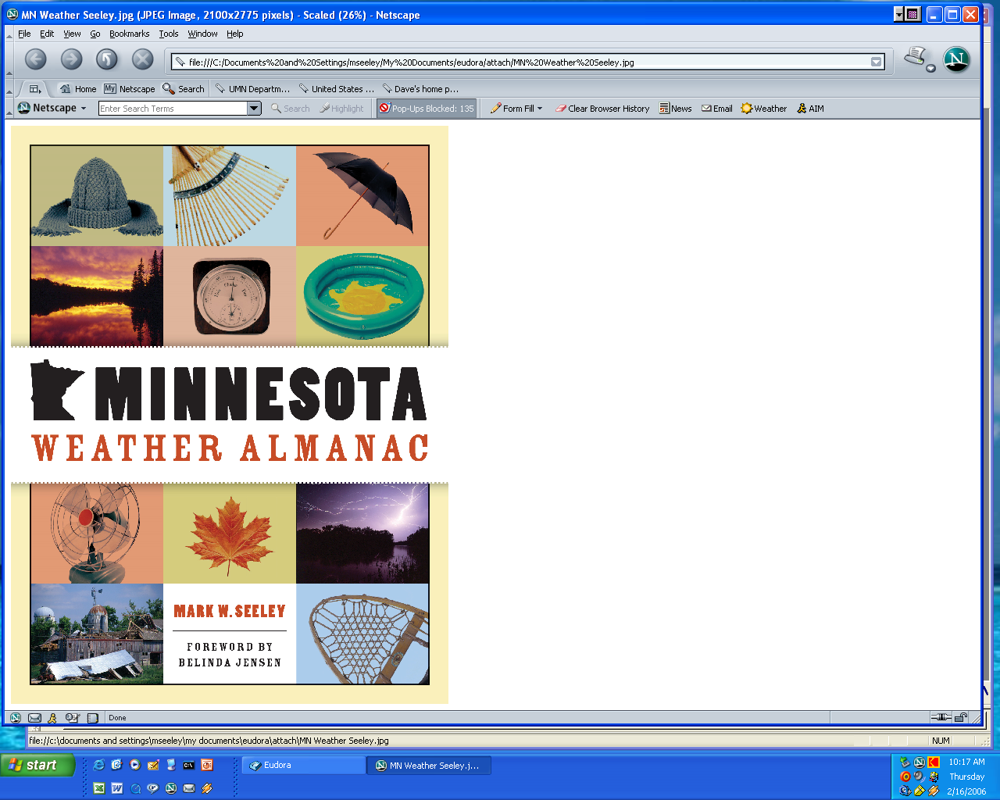 MN Weather Seeley.jpg (JPEG Image, 2100x2775 pixels) - Scaled (26%) - Netscape
File Edit View Go Bookmarks Tools Window Help
file:///C:/Documents%20and%20Settings/mseeley/My%20Documents/eudora/attach/MN%20Weather%20Seeley.jpg
Home My Netscape Search UMN Departm... United States ... Dave's home p...
Netscape Enter Search Terms Search Highlight Pop-Ups Blocked: 135 Form Fill Clear Browser History News Email Weather AIM
MINNESOTA
WEATHER ALMANAC
MARK W. SEELEY
FOREWORD BY
BELINDA JENSEN
Done
file://c:\documents and settings\mseeley\my documents\eudora\attach\MN Weather Seeley.jpg NUM
start Eudora MN Weather Seeley.j... 10:17 AM
Thursday
2/16/2006